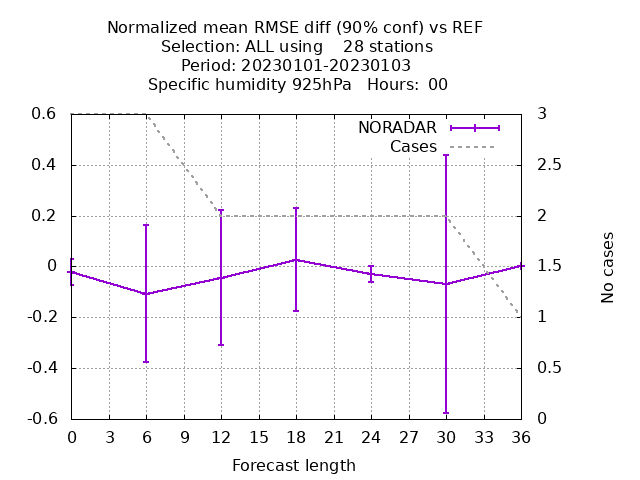 Normalized mean RMSE diff (90% conf) vs REF
Selection: ALL using    28 stations
Period: 20230101-20230103
Specific humidity 925hPa   Hours:  00
NORADAR
Cases
0.6
0.4
0.2
0
-0.2
-0.4
-0.6
3
2.5
2
1.5
1
0.5
0
No cases
0 3 6 9 12 15 18 21 24 27 30 33 36
Forecast length